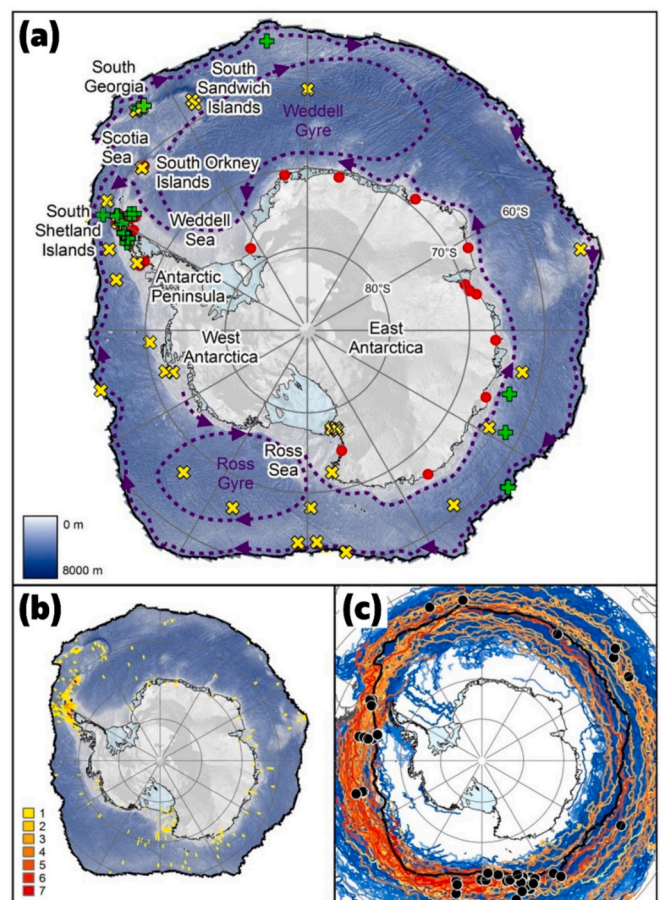 (a)
South
Georgia
South
Sandwich
Islands
Weddell
Gyre
Scotia
Sea
South Orkney
Islands
South
Shetland
Islands
Weddell
Sea
60°S
70°S
80°S
Antarctic
Peninsula
West
Antarctica
East
Antarctica
Ross
Sea
Ross
Gyre
0 m
8000 m
(b)
1
2
3
4
5
6
7
(c)